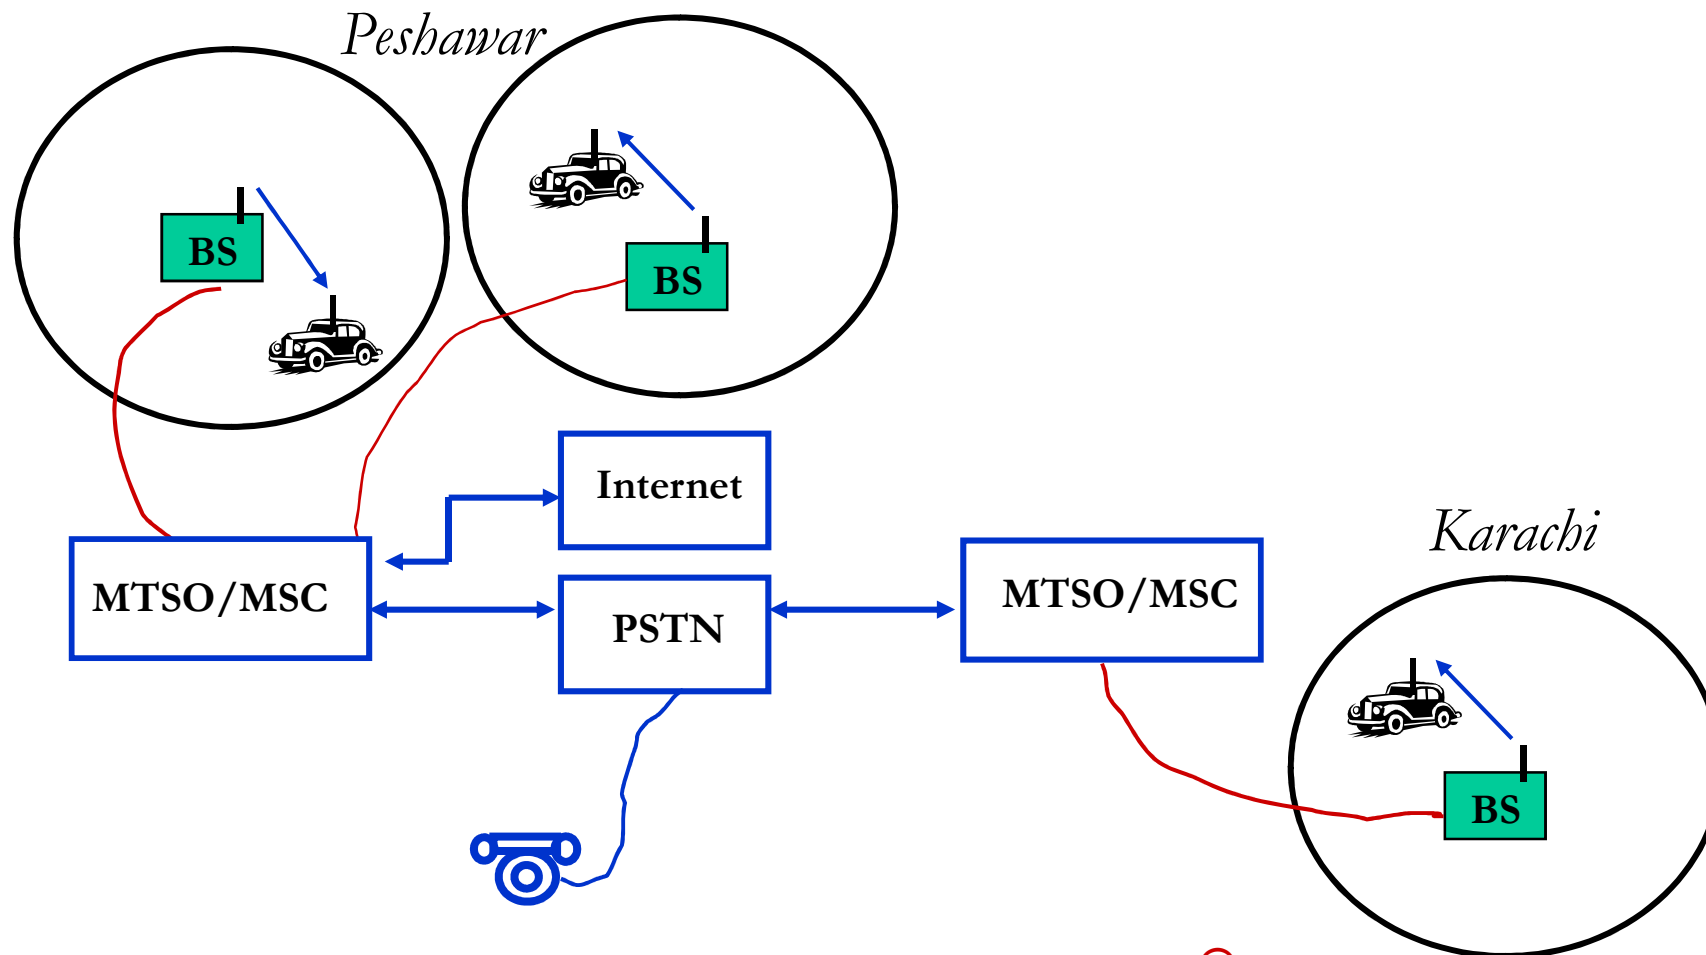 Peshawar
BS
BS
Internet
Karachi
MTSO/MSC
PSTN
MTSO/MSC
BS